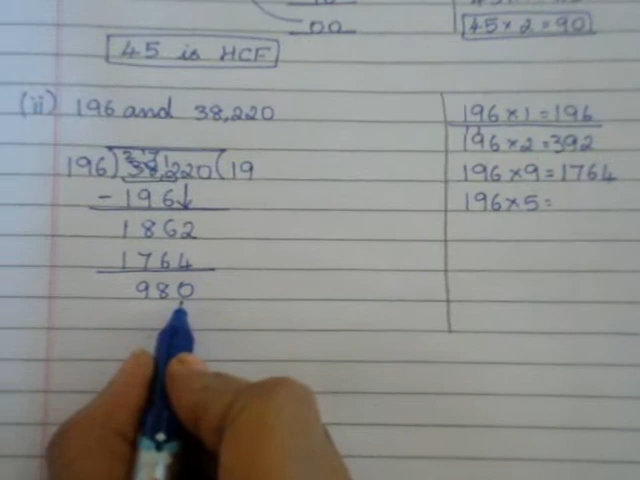 00
45 × 2 = 90
45 is HCF
(ii) 196 and 38,220
196 × 1 = 196
196 × 2 = 392
196)38,220(19
196 × 9 = 1764
- 196↓
196 × 5 =
1862
1764
980